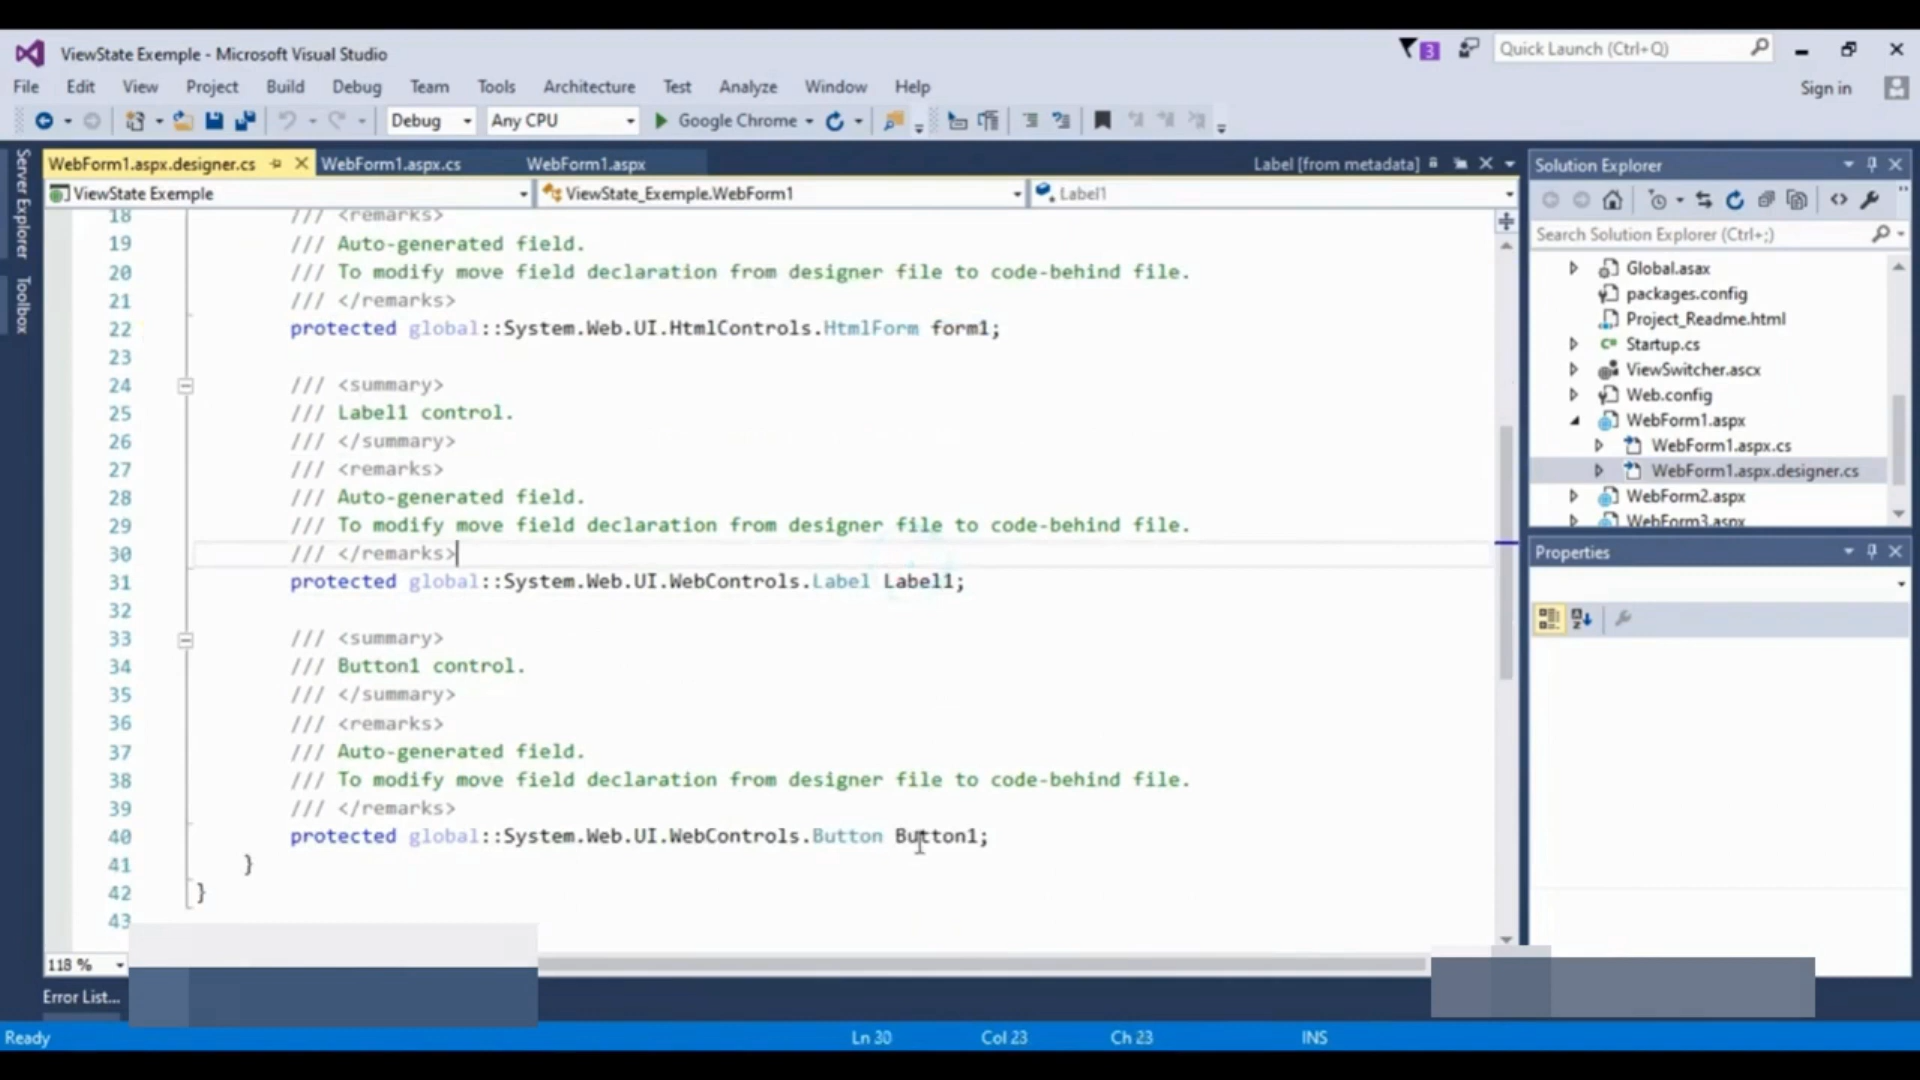 ViewState Exemple - Microsoft Visual Studio
3
Quick Launch (Ctrl+Q)
File Edit View Project Build Debug Team Tools Architecture Test Analyze Window Help
Sign in
Debug Any CPU Google Chrome
WebForm1.aspx.designer.cs WebForm1.aspx.cs WebForm1.aspx Label [from metadata]
ViewState Exemple ViewState_Exemple.WebForm1 Label1
Server Explorer
Toolbox
18 /// <remarks>
19 /// Auto-generated field.
20 /// To modify move field declaration from designer file to code-behind file.
21 /// </remarks>
22 protected global::System.Web.UI.HtmlControls.HtmlForm form1;
23
24 /// <summary>
25 /// Label1 control.
26 /// </summary>
27 /// <remarks>
28 /// Auto-generated field.
29 /// To modify move field declaration from designer file to code-behind file.
30 /// </remarks>
31 protected global::System.Web.UI.WebControls.Label Label1;
32
33 /// <summary>
34 /// Button1 control.
35 /// </summary>
36 /// <remarks>
37 /// Auto-generated field.
38 /// To modify move field declaration from designer file to code-behind file.
39 /// </remarks>
40 protected global::System.Web.UI.WebControls.Button Button1;
41 }
42 }
43
118 %
Error List...
Solution Explorer
Search Solution Explorer (Ctrl+;)
Global.asax
packages.config
Project_Readme.html
Startup.cs
ViewSwitcher.ascx
Web.config
WebForm1.aspx
WebForm1.aspx.cs
WebForm1.aspx.designer.cs
WebForm2.aspx
WebForm3.aspx
Properties
Ready Ln 30 Col 23 Ch 23 INS